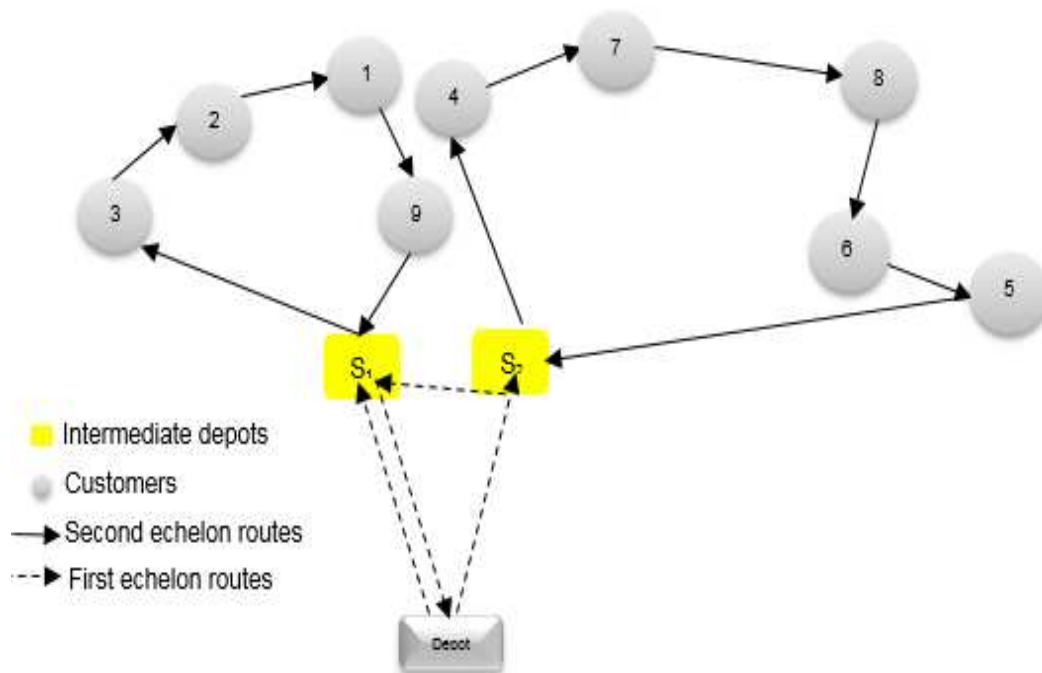 7
1
8
4
2
3
9
6
5
S₁
S₂
Intermediate depots
Customers
Second echelon routes
First echelon routes
Depot